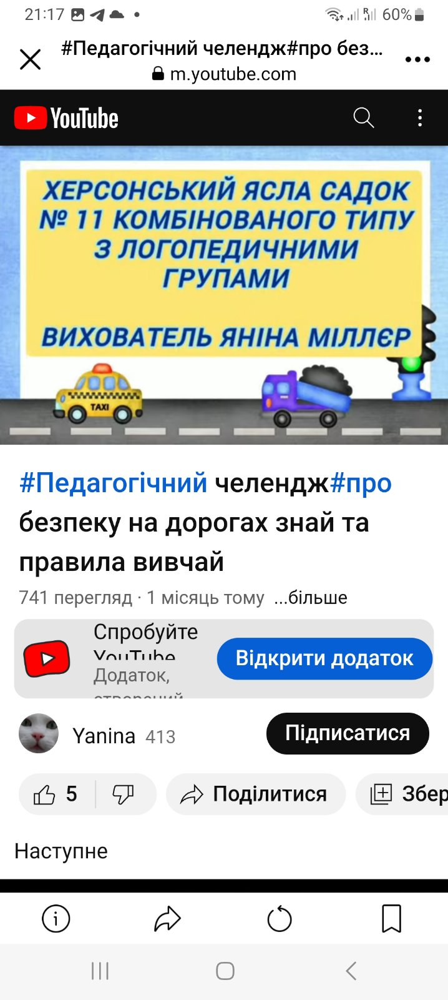 21:17
60%
#Педагогічний челендж#про без...
m.youtube.com
YouTube
ХЕРСОНСЬКИЙ ЯСЛА САДОК
№ 11 КОМБІНОВАНОГО ТИПУ
З ЛОГОПЕДИЧНИМИ
ГРУПАМИ
ВИХОВАТЕЛЬ ЯНІНА МІЛЛЄР
TAXI
#Педагогічний челендж#про
безпеку на дорогах знай та
правила вивчай
741 перегляд · 1 місяць тому ...більше
Спробуйте
YouTube
Додаток,
створений
Відкрити додаток
Yanina 413
Підписатися
5
Поділитися
Збер
Наступне